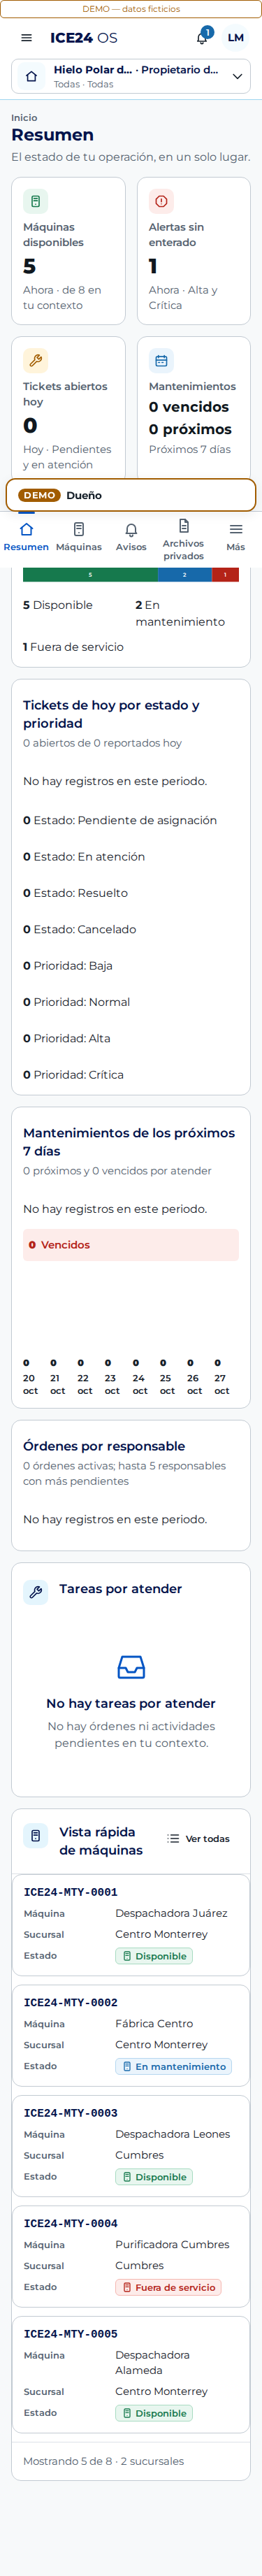 DEMO — datos ficticios
ICE24 OS
1
LM
Hielo Polar d... · Propietario d...
Todas · Todas
Inicio
Resumen
El estado de tu operación, en un solo lugar.
Máquinas
disponibles
5
Ahora · de 8 en
tu contexto
Alertas sin
enterado
1
Ahora · Alta y
Crítica
Tickets abiertos
hoy
0
Hoy · Pendientes
y en atención
Mantenimientos
0 vencidos
0 próximos
Próximos 7 días
DEMO Dueño
Resumen
Máquinas
Avisos
Archivos
privados
Más
5
2
1
5 Disponible
2 En
mantenimiento
1 Fuera de servicio
Tickets de hoy por estado y
prioridad
0 abiertos de 0 reportados hoy
No hay registros en este periodo.
0 Estado: Pendiente de asignación
0 Estado: En atención
0 Estado: Resuelto
0 Estado: Cancelado
0 Prioridad: Baja
0 Prioridad: Normal
0 Prioridad: Alta
0 Prioridad: Crítica
Mantenimientos de los próximos
7 días
0 próximos y 0 vencidos por atender
No hay registros en este periodo.
0 Vencidos
0 0 0 0 0 0 0 0
20 21 22 23 24 25 26 27
oct oct oct oct oct oct oct oct
Órdenes por responsable
0 órdenes activas; hasta 5 responsables
con más pendientes
No hay registros en este periodo.
Tareas por atender
No hay tareas por atender
No hay órdenes ni actividades
pendientes en tu contexto.
Vista rápida
de máquinas
Ver todas
ICE24-MTY-0001
Máquina Despachadora Juárez
Sucursal Centro Monterrey
Estado Disponible
ICE24-MTY-0002
Máquina Fábrica Centro
Sucursal Centro Monterrey
Estado En mantenimiento
ICE24-MTY-0003
Máquina Despachadora Leones
Sucursal Cumbres
Estado Disponible
ICE24-MTY-0004
Máquina Purificadora Cumbres
Sucursal Cumbres
Estado Fuera de servicio
ICE24-MTY-0005
Máquina Despachadora
Alameda
Sucursal Centro Monterrey
Estado Disponible
Mostrando 5 de 8 · 2 sucursales